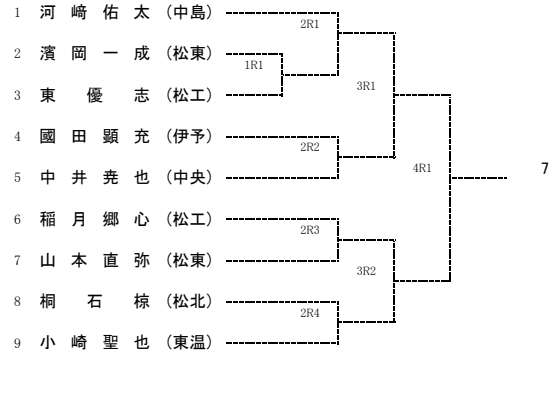 1 河﨑佑太（中島）
2R1
2 濱岡一成（松東）
1R1
3 東優志（松工）
3R1
4 國田顕充（伊予）
2R2
4R1
7
5 中井尭也（中央）
6 稲月郷心（松工）
2R3
7 山本直弥（松東）
3R2
8 桐石椋（松北）
2R4
9 小崎聖也（東温）